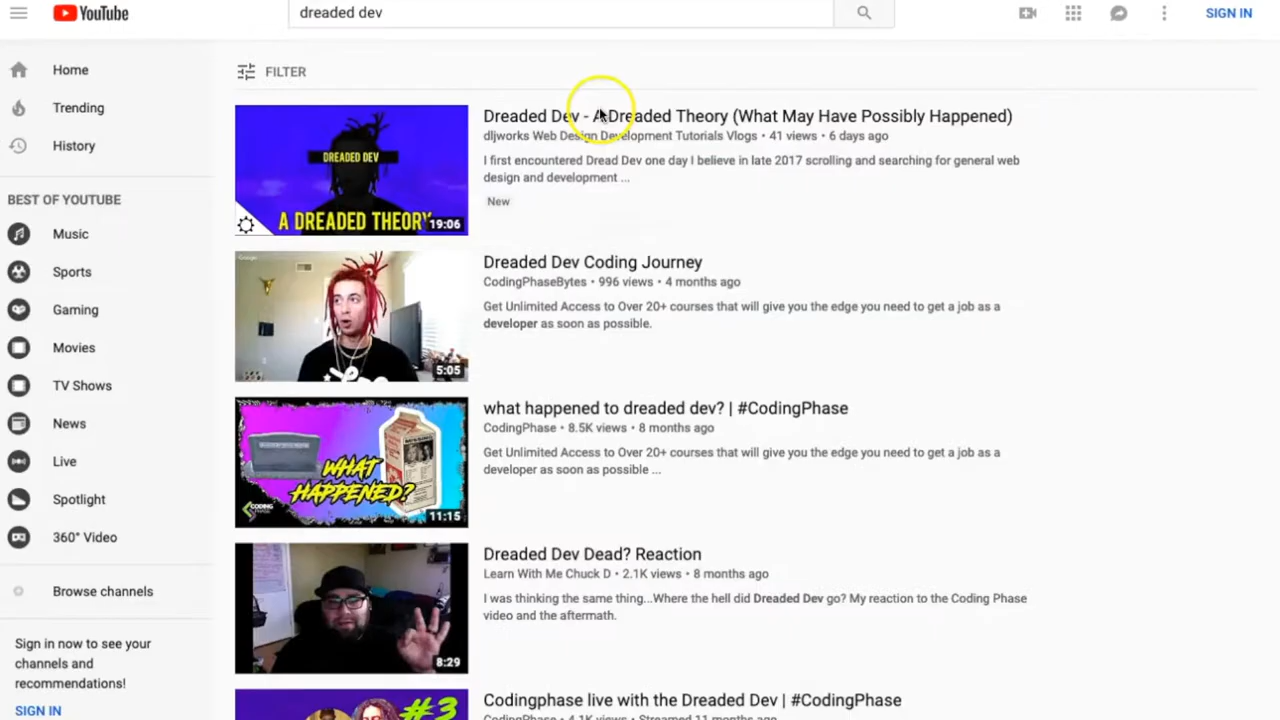 YouTube
dreaded dev
SIGN IN
Home
Trending
History
BEST OF YOUTUBE
Music
Sports
Gaming
Movies
TV Shows
News
Live
Spotlight
360° Video
Browse channels
Sign in now to see your
channels and
recommendations!
SIGN IN
FILTER
DREADED DEV
A DREADED THEORY
19:06
Dreaded Dev - A Dreaded Theory (What May Have Possibly Happened)
dljworks Web Design Development Tutorials Vlogs • 41 views • 6 days ago
I first encountered Dread Dev one day I believe in late 2017 scrolling and searching for general web
design and development ...
New
5:05
Dreaded Dev Coding Journey
CodingPhaseBytes • 996 views • 4 months ago
Get Unlimited Access to Over 20+ courses that will give you the edge you need to get a job as a
developer as soon as possible.
WHAT
HAPPENED?
CODING
11:15
what happened to dreaded dev? | #CodingPhase
CodingPhase • 8.5K views • 8 months ago
Get Unlimited Access to Over 20+ courses that will give you the edge you need to get a job as a
developer as soon as possible ...
8:29
Dreaded Dev Dead? Reaction
Learn With Me Chuck D • 2.1K views • 8 months ago
I was thinking the same thing...Where the hell did Dreaded Dev go? My reaction to the Coding Phase
video and the aftermath.
#3
Codingphase live with the Dreaded Dev | #CodingPhase
CodingPhase • 4.1K views • Streamed 11 months ago